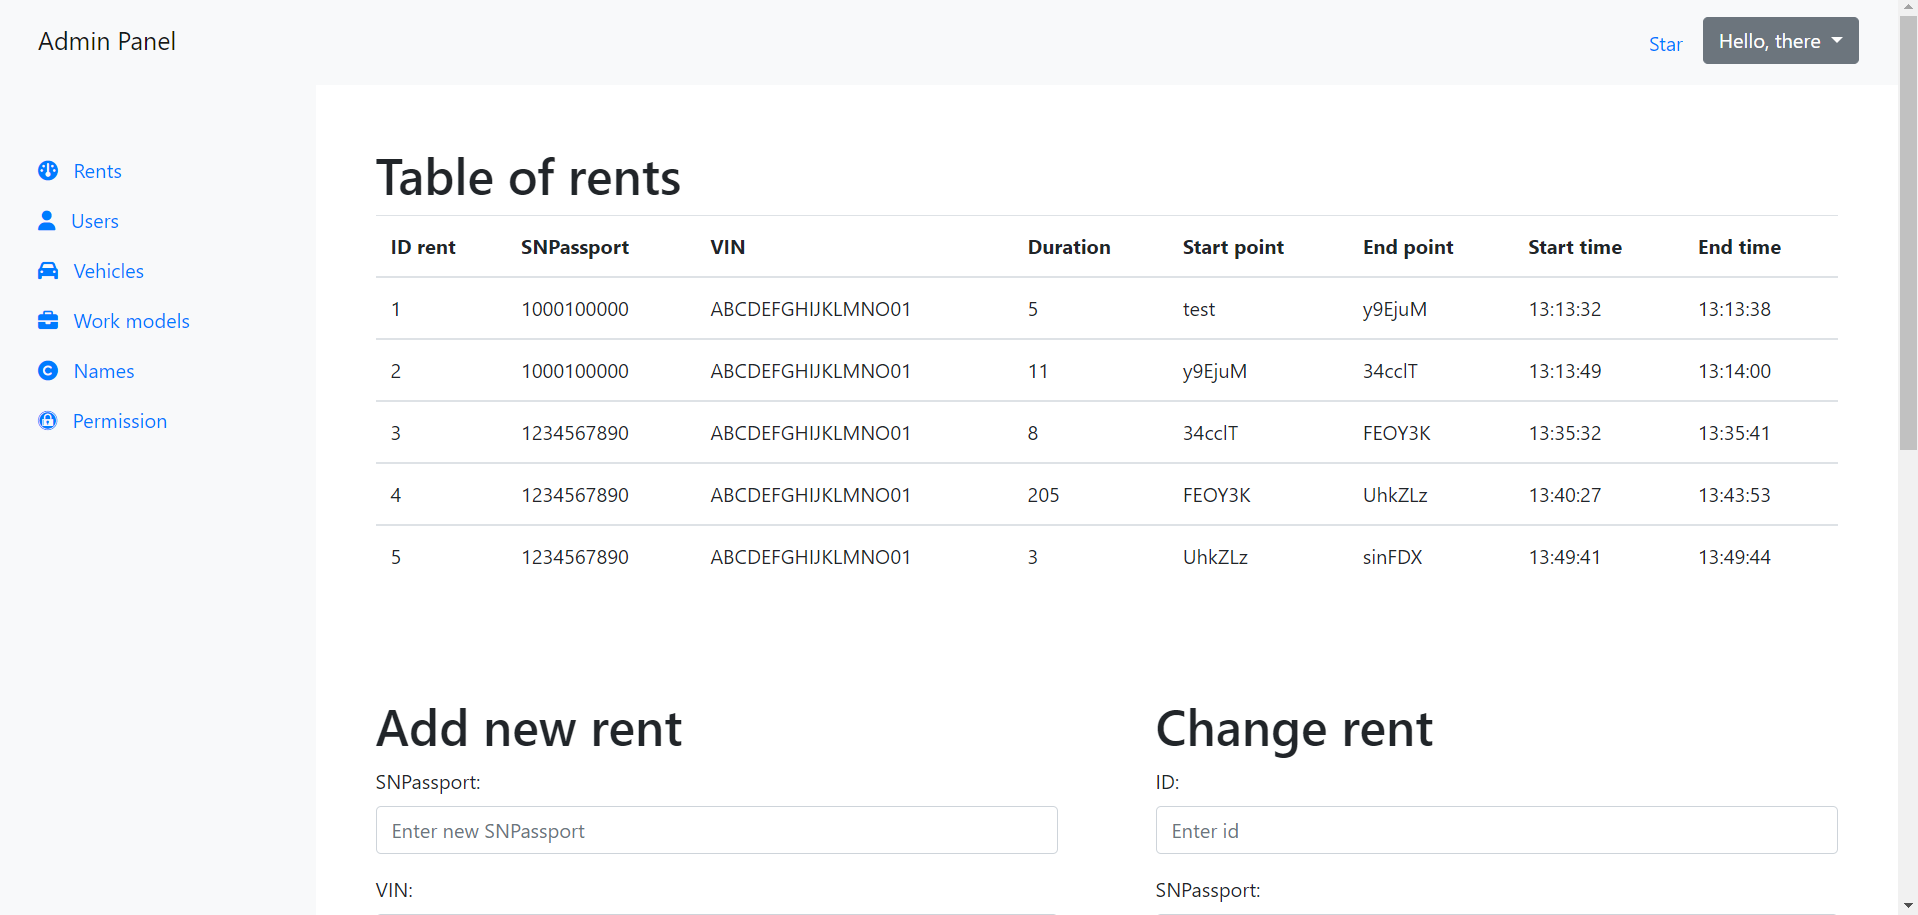 Admin Panel
Star
Hello, there
Rents
Users
Vehicles
Work models
Names
Permission
Table of rents
ID rent SNPassport VIN Duration Start point End point Start time End time
1 1000100000 ABCDEFGHIJKLMNO01 5 test y9EjuM 13:13:32 13:13:38
2 1000100000 ABCDEFGHIJKLMNO01 11 y9EjuM 34cclT 13:13:49 13:14:00
3 1234567890 ABCDEFGHIJKLMNO01 8 34cclT FEOY3K 13:35:32 13:35:41
4 1234567890 ABCDEFGHIJKLMNO01 205 FEOY3K UhkZLz 13:40:27 13:43:53
5 1234567890 ABCDEFGHIJKLMNO01 3 UhkZLz sinFDX 13:49:41 13:49:44
Add new rent
SNPassport:
Enter new SNPassport
VIN:
Change rent
ID:
Enter id
SNPassport: